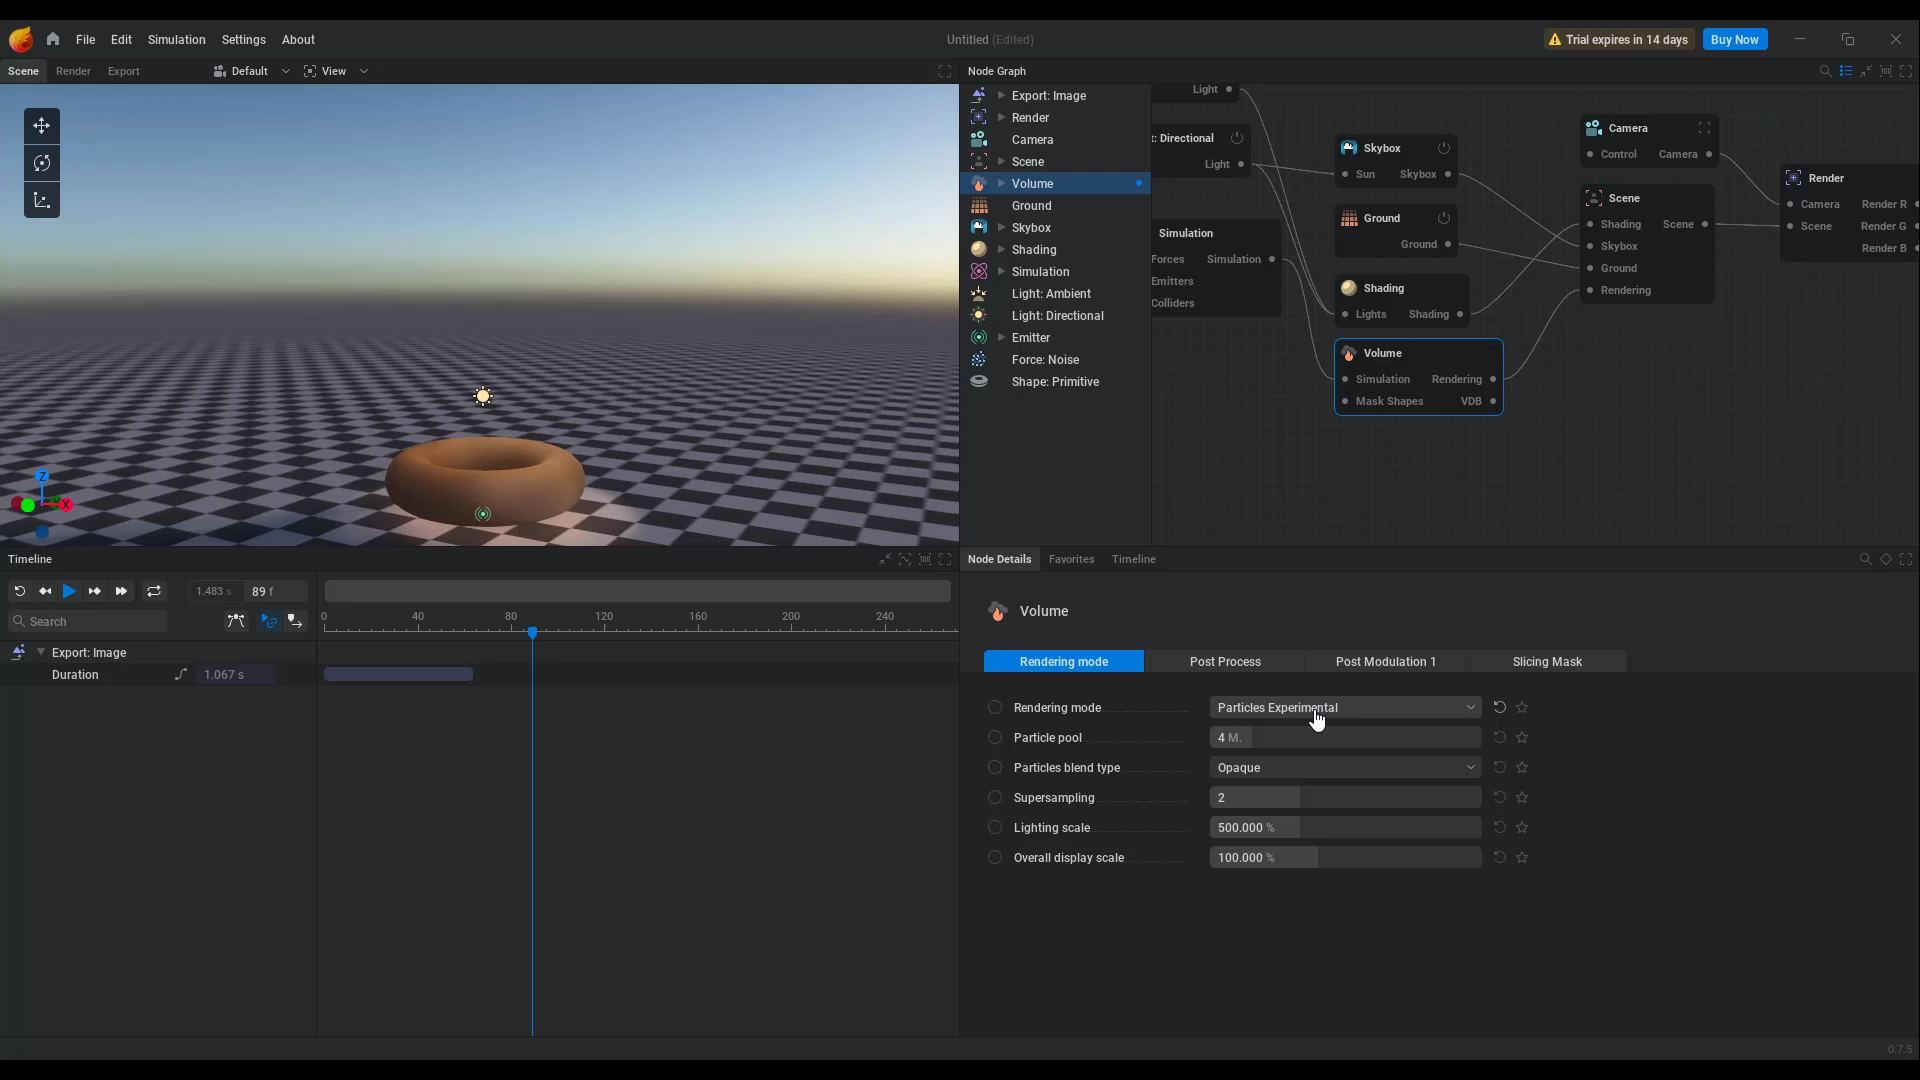 File Edit Simulation Settings About
Untitled (Edited)
Trial expires in 14 days
Buy Now
Scene Render Export
Default
View
Z
X
Timeline
1.483 s
89 f
Search
0 40 80 120 160 200 240
Export: Image
Duration
1.067 s
Node Graph
Export: Image
Render
Camera
Scene
Volume
Ground
Skybox
Shading
Simulation
Light: Ambient
Light: Directional
Emitter
Force: Noise
Shape: Primitive
Light
t: Directional
Light
Simulation
Forces Simulation
Emitters
Colliders
Skybox
Sun Skybox
Ground
Ground
Shading
Lights Shading
Volume
Simulation Rendering
Mask Shapes VDB
Camera
Control Camera
Scene
Shading Scene
Skybox
Ground
Rendering
Render
Camera Render R
Scene Render G
Render B
Node Details Favorites Timeline
Volume
Rendering mode Post Process Post Modulation 1 Slicing Mask
Rendering mode Particles Experimental
Particle pool 4 M.
Particles blend type Opaque
Supersampling 2
Lighting scale 500.000 %
Overall display scale 100.000 %
0.7.5